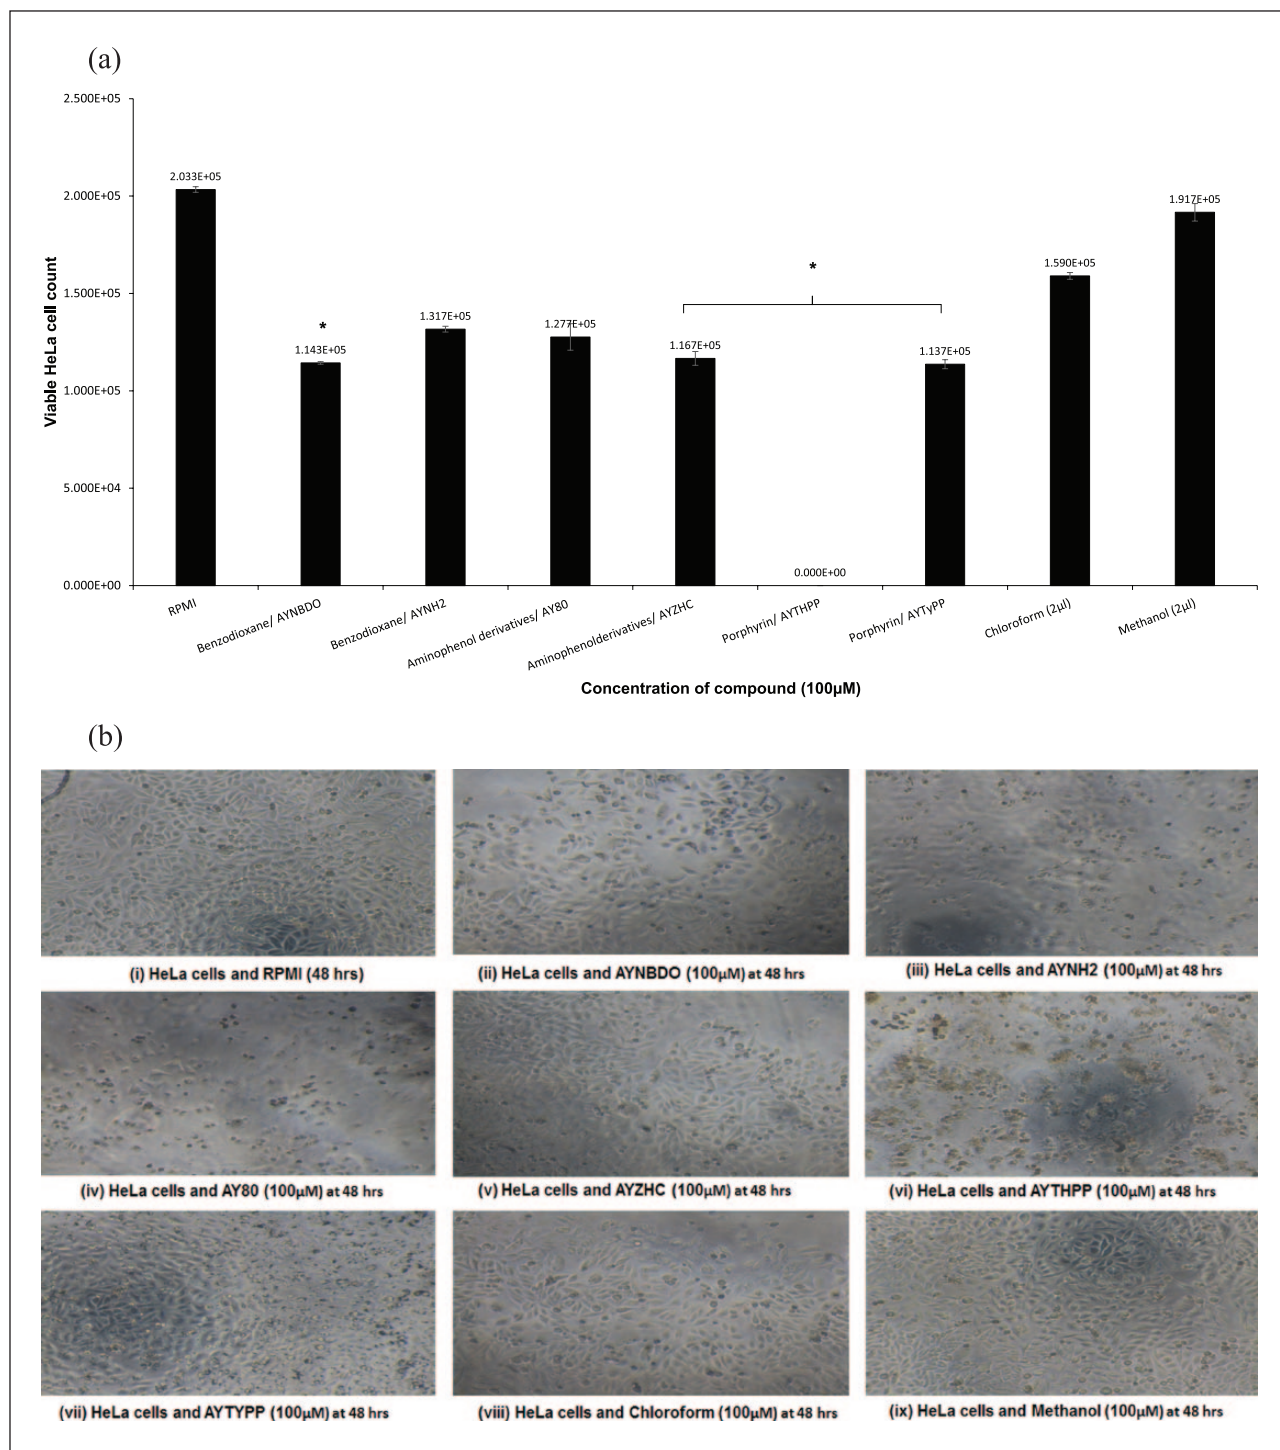 (a)
2.500E+05
2.000E+05
1.500E+05
1.000E+05
5.000E+04
0.000E+00
Viable HeLa cell count
2.033E+05
*
1.143E+05
1.317E+05
1.277E+05
1.167E+05
*
0.000E+00
1.137E+05
1.590E+05
1.917E+05
RPMI
Benzodioxane/ AYNBDO
Benzodioxane/ AYNH2
Aminophenol derivatives/ AY80
Aminophenolderivatives/ AYZHC
Porphyrin/ AYTHPP
Porphyrin/ AYTyPP
Chloroform (2µl)
Methanol (2µl)
Concentration of compound (100µM)
(b)
(i) HeLa cells and RPMI (48 hrs)
(ii) HeLa cells and AYNBDO (100µM) at 48 hrs
(iii) HeLa cells and AYNH2 (100µM) at 48 hrs
(iv) HeLa cells and AY80 (100µM) at 48 hrs
(v) HeLa cells and AYZHC (100µM) at 48 hrs
(vi) HeLa cells and AYTHPP (100µM) at 48 hrs
(vii) HeLa cells and AYTYPP (100µM) at 48 hrs
(viii) HeLa cells and Chloroform (100µM) at 48 hrs
(ix) HeLa cells and Methanol (100µM) at 48 hrs